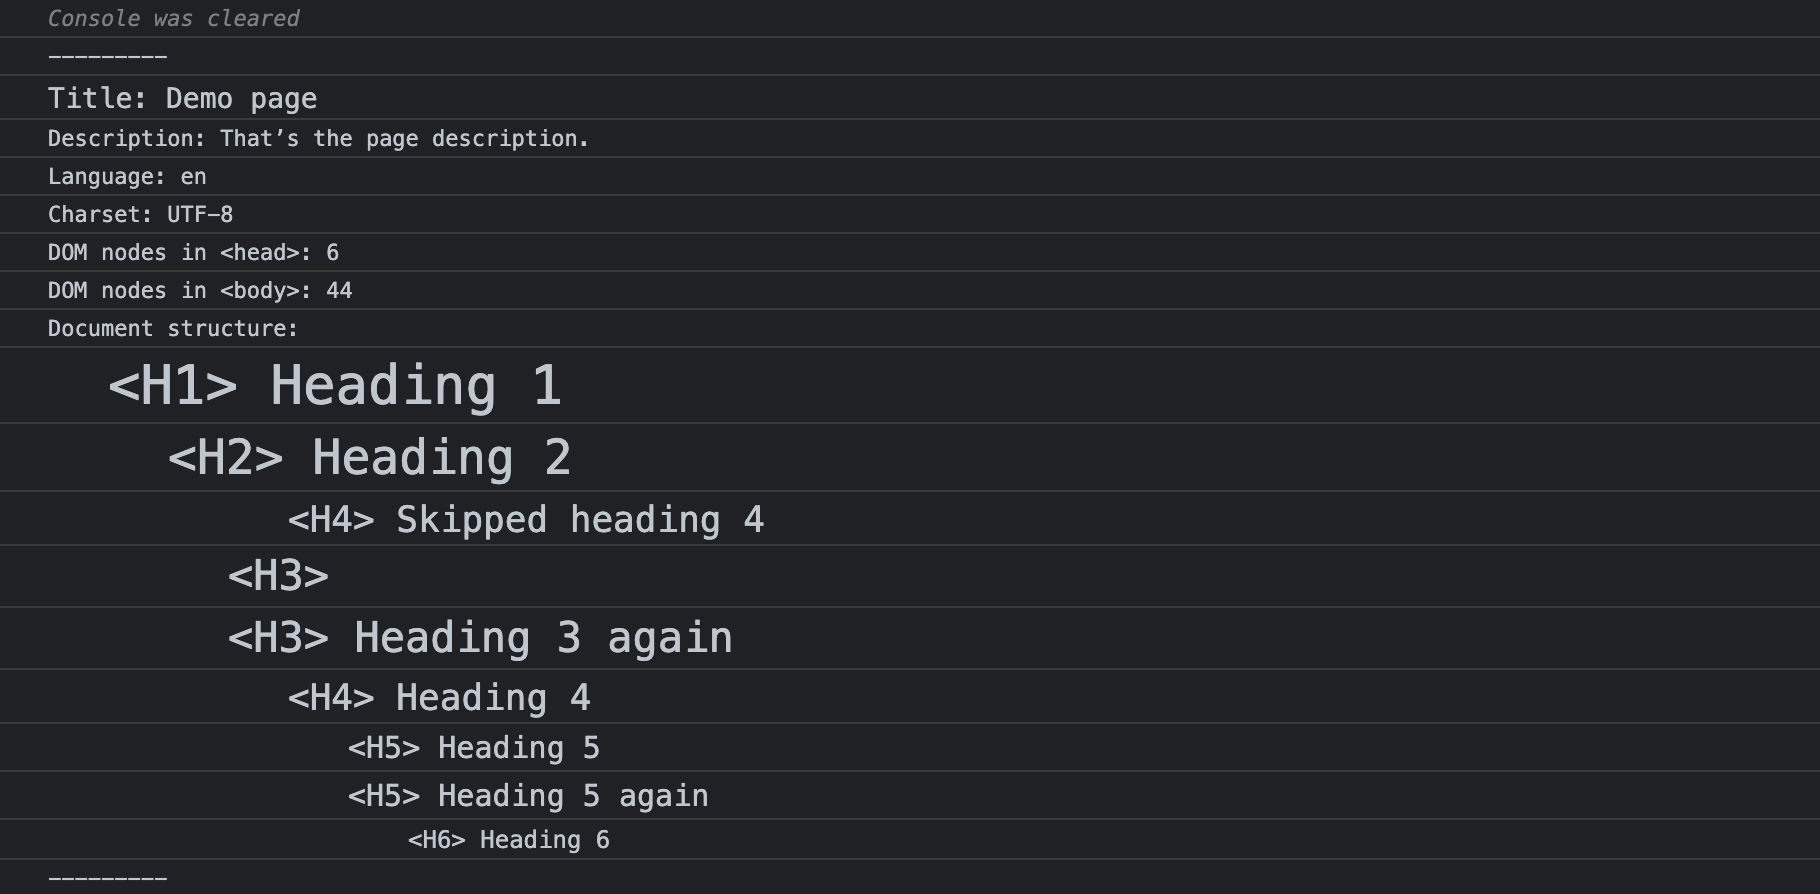 Console was cleared
---------
Title: Demo page
Description: That’s the page description.
Language: en
Charset: UTF-8
DOM nodes in <head>: 6
DOM nodes in <body>: 44
Document structure:
<H1> Heading 1
<H2> Heading 2
<H4> Skipped heading 4
<H3>
<H3> Heading 3 again
<H4> Heading 4
<H5> Heading 5
<H5> Heading 5 again
<H6> Heading 6
---------